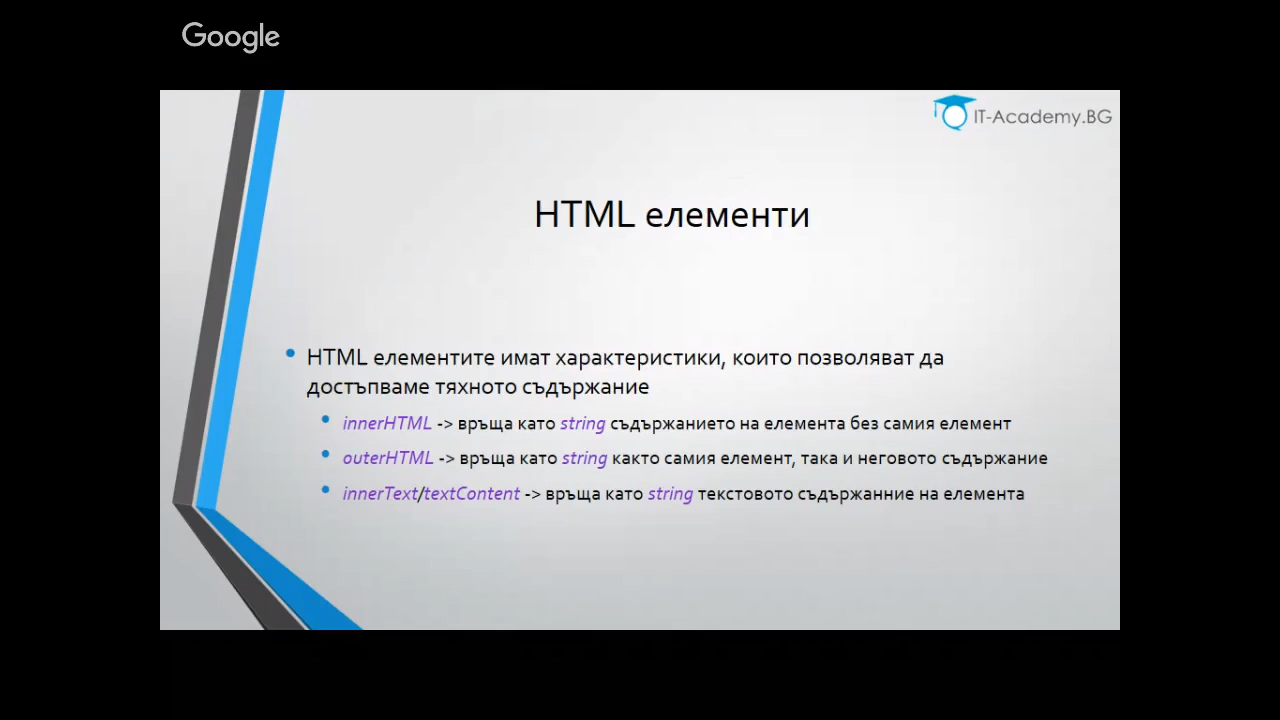 Google
IT-Academy.BG
HTML елементи
HTML елементите имат характеристики, които позволяват да
достъпваме тяхното съдържание
innerHTML -> връща като string съдържанието на елемента без самия елемент
outerHTML -> връща като string както самия елемент, така и неговото съдържание
innerText/textContent -> връща като string текстовото съдържанние на елемента